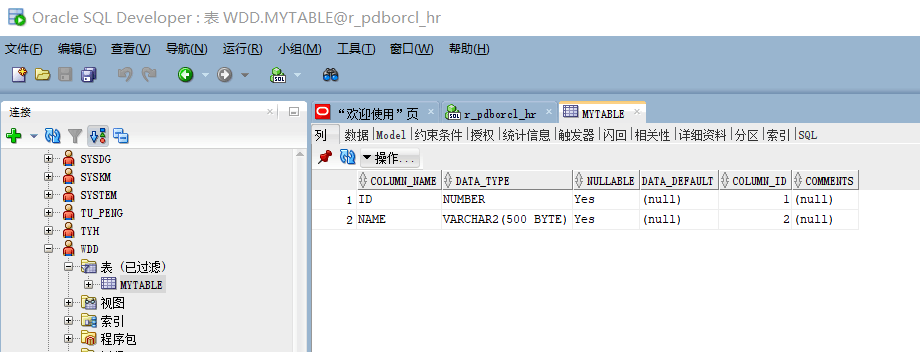 Oracle SQL Developer : 表 WDD.MYTABLE@r_pdborcl_hr
文件(F) 编辑(E) 查看(V) 导航(N) 运行(R) 小组(M) 工具(T) 窗口(W) 帮助(H)
SQL
连接
“欢迎使用”页 r_pdborcl_hr MYTABLE
列 数据 Model 约束条件 授权 统计信息 触发器 闪回 相关性 详细资料 分区 索引 SQL
操作...
COLUMN_NAME DATA_TYPE NULLABLE DATA_DEFAULT COLUMN_ID COMMENTS
1 ID NUMBER Yes (null) 1 (null)
2 NAME VARCHAR2(500 BYTE) Yes (null) 2 (null)
SYSDG
SYSKM
SYSTEM
TU_PENG
TYH
WDD
表 (已过滤)
MYTABLE
视图
索引
程序包